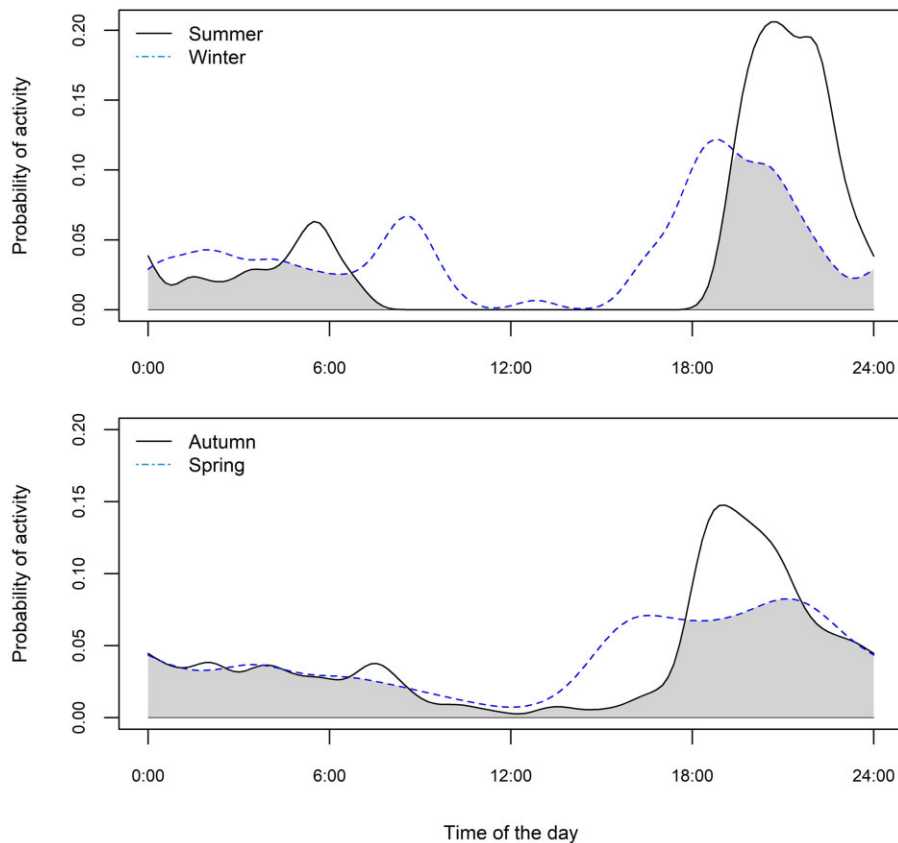 Probability of activity
0.20
0.15
0.10
0.05
0.00
Summer
Winter
0:00 6:00 12:00 18:00 24:00
Probability of activity
0.20
0.15
0.10
0.05
0.00
Autumn
Spring
0:00 6:00 12:00 18:00 24:00
Time of the day